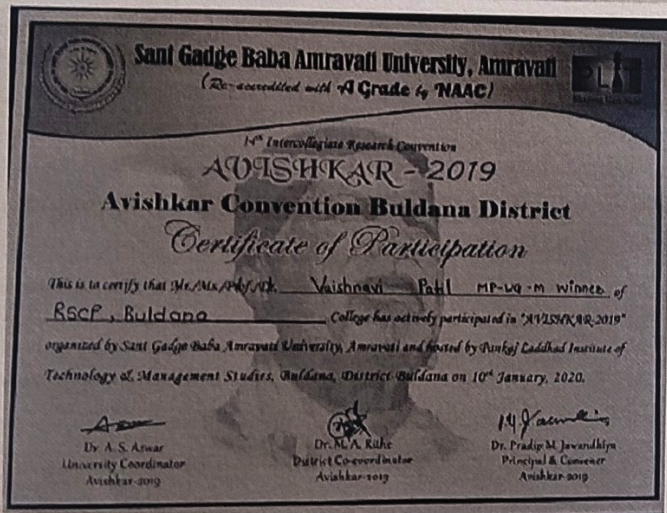 Sant Gadge Baba Amravati University, Amravati
(Re-accredited with A Grade by NAAC)
14th Intercollegiate Research Convention
AVISHKAR - 2019
Avishkar Convention Buldana District
Certificate of Participation
This is to certify that Mr./Ms. Vaishnavi Patil MP-UG-M Winner of
RSCP, Buldana College has actively participated in "AVISHKAR-2019"
organized by Sant Gadge Baba Amravati University, Amravati and hosted by Pankaj Laddhad Institute of
Technology & Management Studies, Buldana, District Buldana on 10th January, 2020.
Dr. A. S. Aswar
University Coordinator
Avishkar-2019
Dr. M. A. Rithe
District Co-coordinator
Avishkar-2019
Dr. Pradip M. Jawandhiya
Principal & Convener
Avishkar-2019